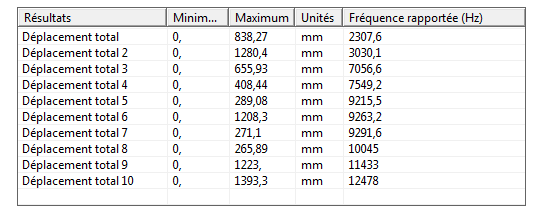 Résultats Minim... Maximum Unités Fréquence rapportée (Hz)
Déplacement total 0, 838,27 mm 2307,6
Déplacement total 2 0, 1280,4 mm 3030,1
Déplacement total 3 0, 655,93 mm 7056,6
Déplacement total 4 0, 408,44 mm 7549,2
Déplacement total 5 0, 289,08 mm 9215,5
Déplacement total 6 0, 1208,3 mm 9263,2
Déplacement total 7 0, 271,1 mm 9291,6
Déplacement total 8 0, 265,89 mm 10045
Déplacement total 9 0, 1223, mm 11433
Déplacement total 10 0, 1393,3 mm 12478